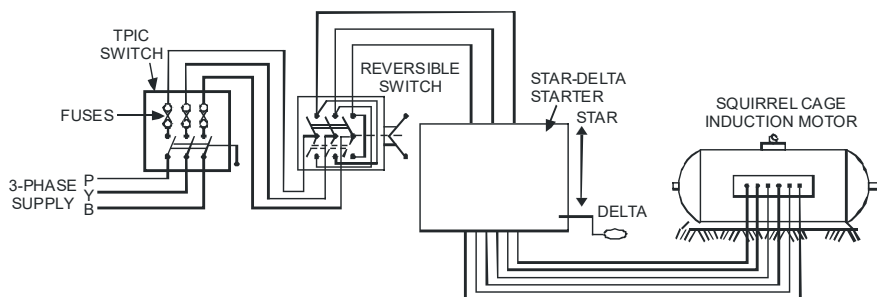 TPIC
SWITCH
FUSES
3-PHASE
SUPPLY
P
Y
B
REVERSIBLE
SWITCH
STAR-DELTA
STARTER
STAR
DELTA
SQUIRREL CAGE
INDUCTION MOTOR